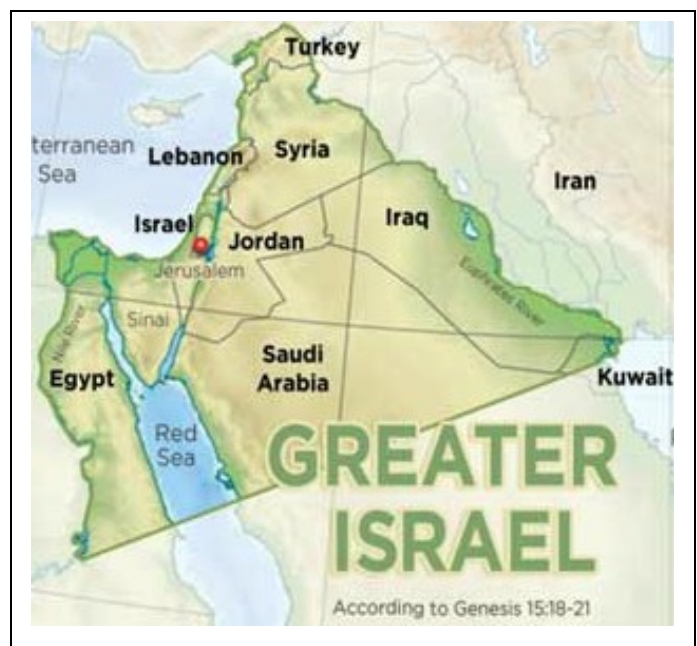 Turkey
terranean
Sea
Lebanon
Syria
Iran
Israel
Jordan
Iraq
Jerusalem
Euphrates River
Sinai
Nile River
Egypt
Saudi
Arabia
Kuwait
Red
Sea
GREATER
ISRAEL
According to Genesis 15:18-21